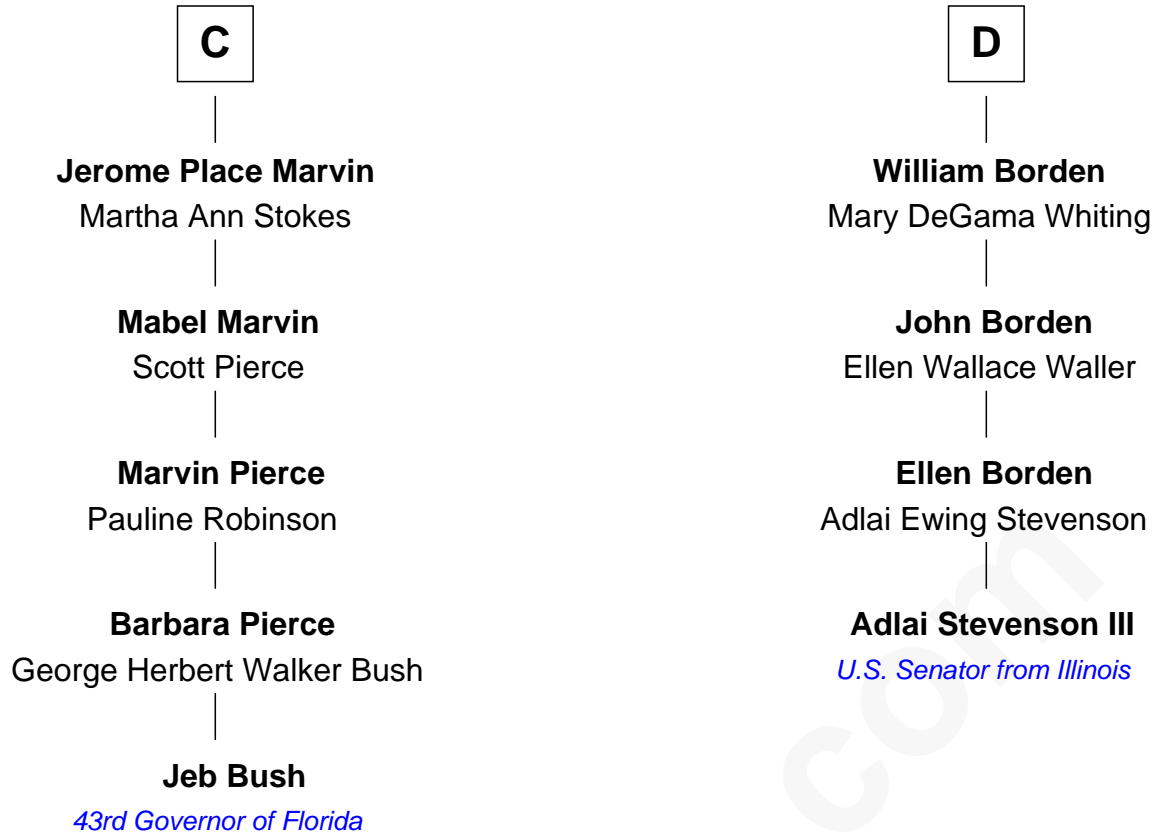 C
Jerome Place Marvin
Martha Ann Stokes
Mabel Marvin
Scott Pierce
Marvin Pierce
Pauline Robinson
Barbara Pierce
George Herbert Walker Bush
Jeb Bush
43rd Governor of Florida
D
William Borden
Mary DeGama Whiting
John Borden
Ellen Wallace Waller
Ellen Borden
Adlai Ewing Stevenson
Adlai Stevenson III
U.S. Senator from Illinois
com